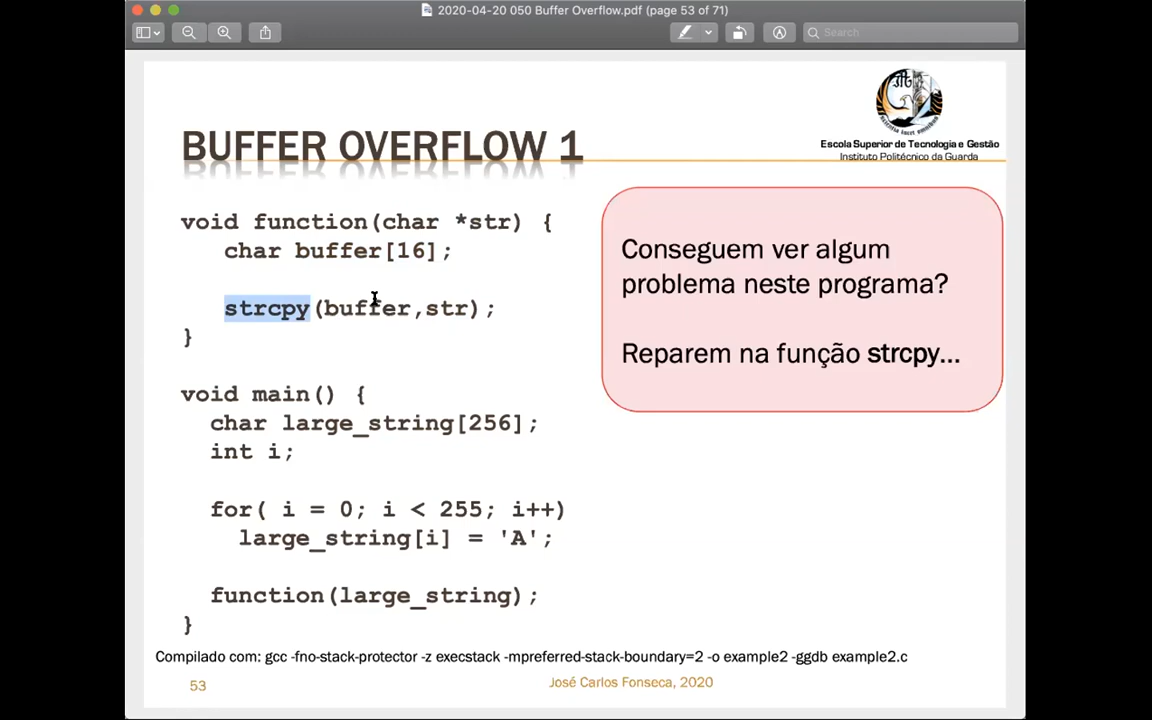 2020-04-20 050 Buffer Overflow.pdf (page 53 of 71)
Search
Escola Superior de Tecnologia e Gestão
Instituto Politécnico da Guarda
BUFFER OVERFLOW 1
void function(char *str) {
char buffer[16];
strcpy(buffer,str);
}
void main() {
char large_string[256];
int i;
for( i = 0; i < 255; i++)
large_string[i] = 'A';
function(large_string);
}
Conseguem ver algum
problema neste programa?
Reparem na função strcpy...
Compilado com: gcc -fno-stack-protector -z execstack -mpreferred-stack-boundary=2 -o example2 -ggdb example2.c
53
José Carlos Fonseca, 2020